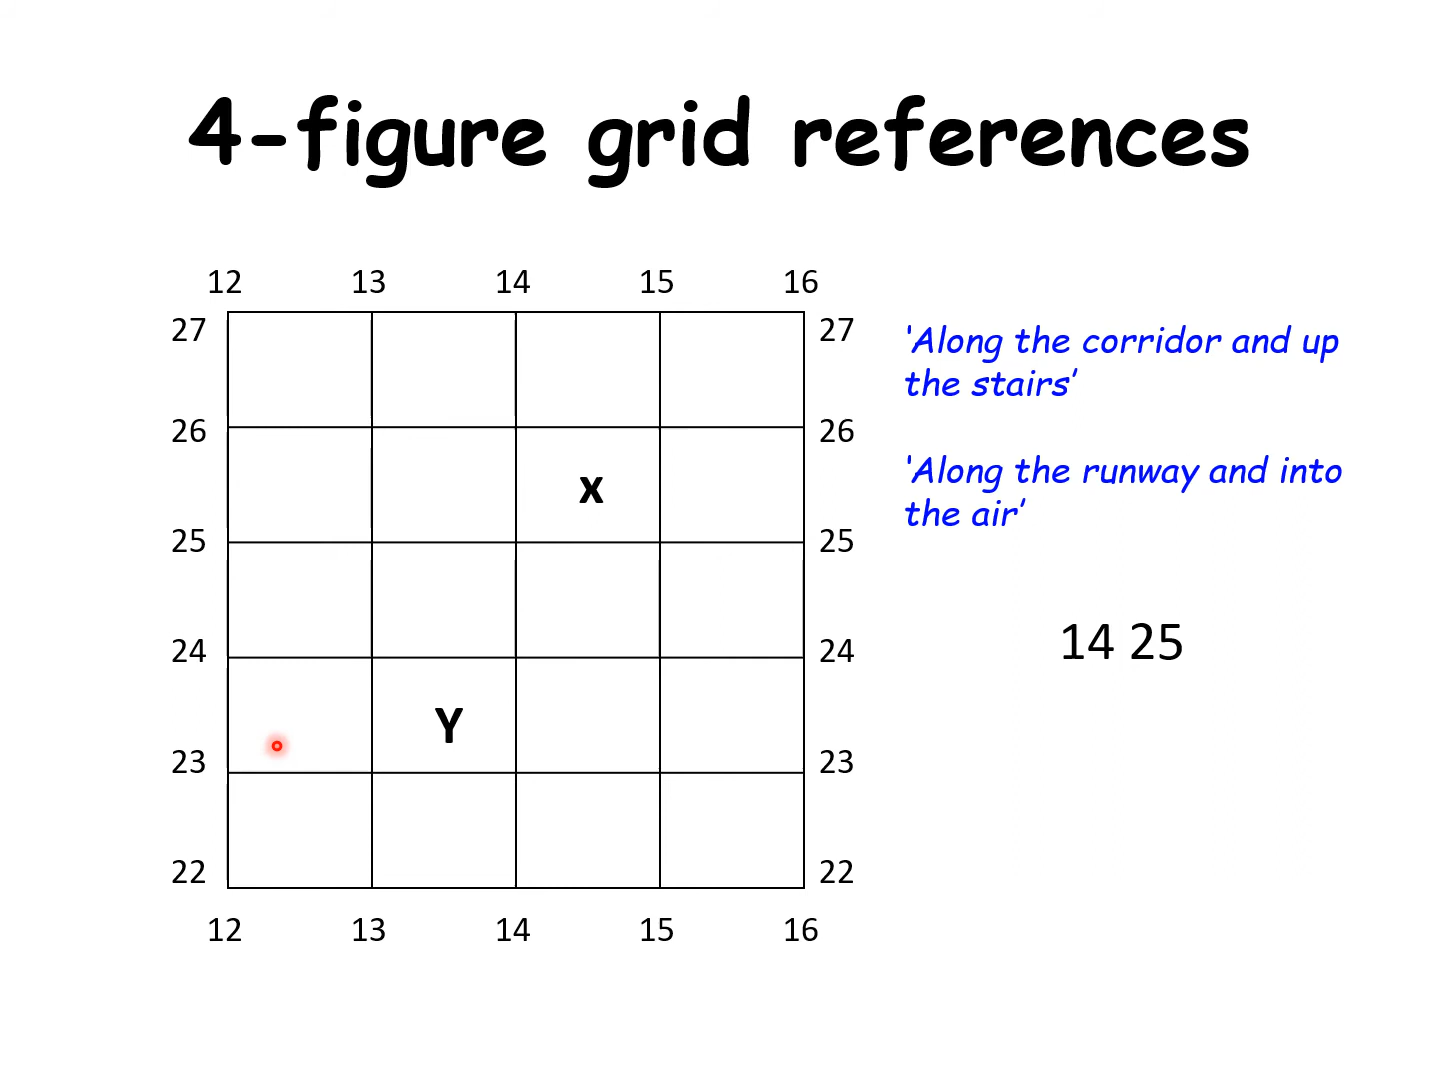 4-figure grid references
12 13 14 15 16
27 27
'Along the corridor and up
the stairs'
26 26
'Along the runway and into
x
the air'
25 25
14 25
24 24
Y
23 23
22 22
12 13 14 15 16